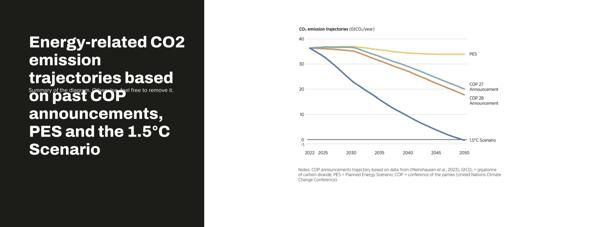 Energy-related CO2
emission
trajectories based
Summary of the diagram. feel free to remove it.
on past COP
announcements,
PES and the 1.5°C
Scenario
CO₂ emission trajectories (GtCO₂/year)
40
30
20
10
0
-1
2022 2025 2030 2035 2040 2045 2050
PES
COP 27
Announcement
COP 28
Announcement
1.5°C Scenario
Notes: COP announcements trajectory based on data from (Meinshausen et al., 2023); GtCO₂ = gigatonne
of carbon dioxide; PES = Planned Energy Scenario; COP = conference of the parties (United Nations Climate
Change Conference).